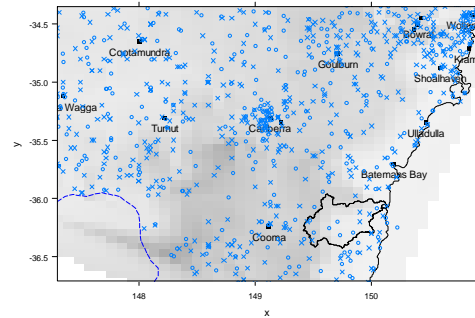 -34.5
-35.0
-35.5
-36.0
-36.5
y
Bowra
Cootamundra
Goulburn
Shoalhaven
Wagga
Tumut
Canberra
Ulladulla
Batemans Bay
Cooma
148
149
150
x